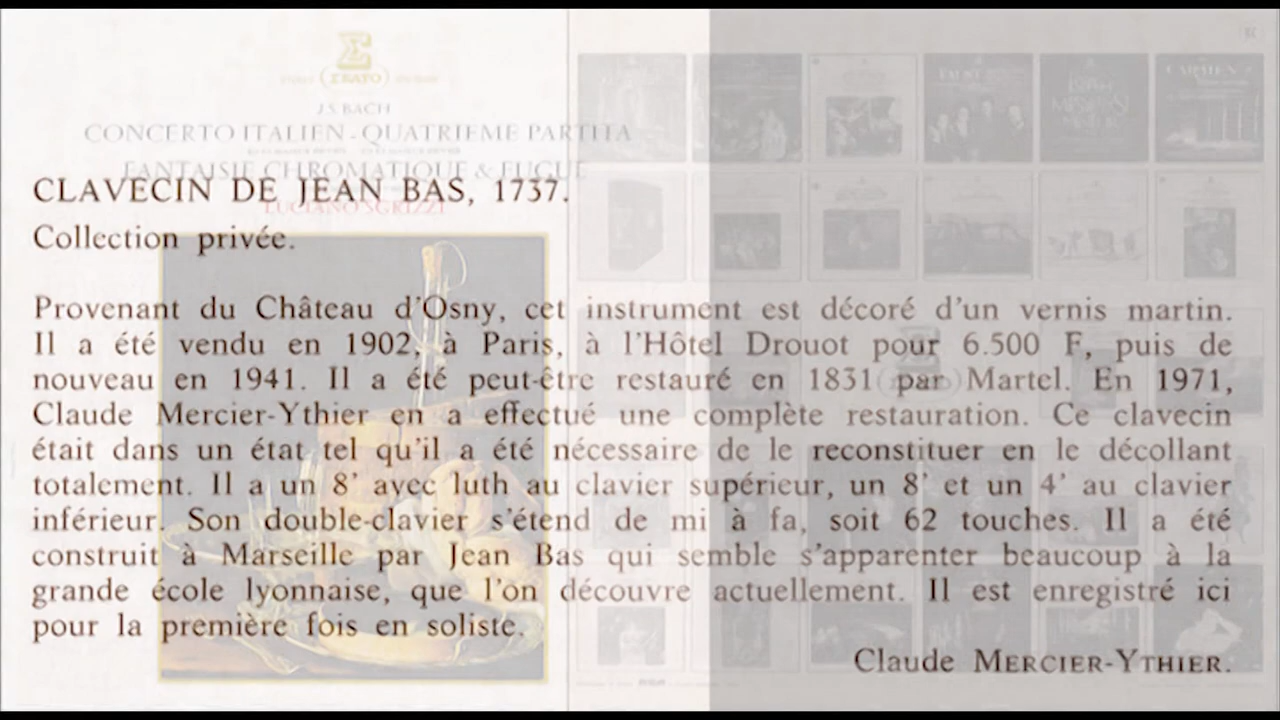 (ERATO)
J.S. BACH
CONCERTO ITALIEN - QUATRIEME PARTITA
FANTAISIE CHROMATIQUE & FUGUE
LUCIANO SGRIZZI
CLAVECIN DE JEAN BAS, 1737.
Collection privée.
Provenant du Château d'Osny, cet instrument est décoré d'un vernis martin.
Il a été vendu en 1902, à Paris, à l'Hôtel Drouot pour 6.500 F, puis de
nouveau en 1941. Il a été peut-être restauré en 1831 par Martel. En 1971,
Claude Mercier-Ythier en a effectué une complète restauration. Ce clavecin
était dans un état tel qu'il a été nécessaire de le reconstituer en le décollant
totalement. Il a un 8' avec luth au clavier supérieur, un 8' et un 4' au clavier
inférieur. Son double-clavier s'étend de mi à fa, soit 62 touches. Il a été
construit à Marseille par Jean Bas qui semble s'apparenter beaucoup à la
grande école lyonnaise, que l'on découvre actuellement. Il est enregistré ici
pour la première fois en soliste.
Claude MERCIER-YTHIER.